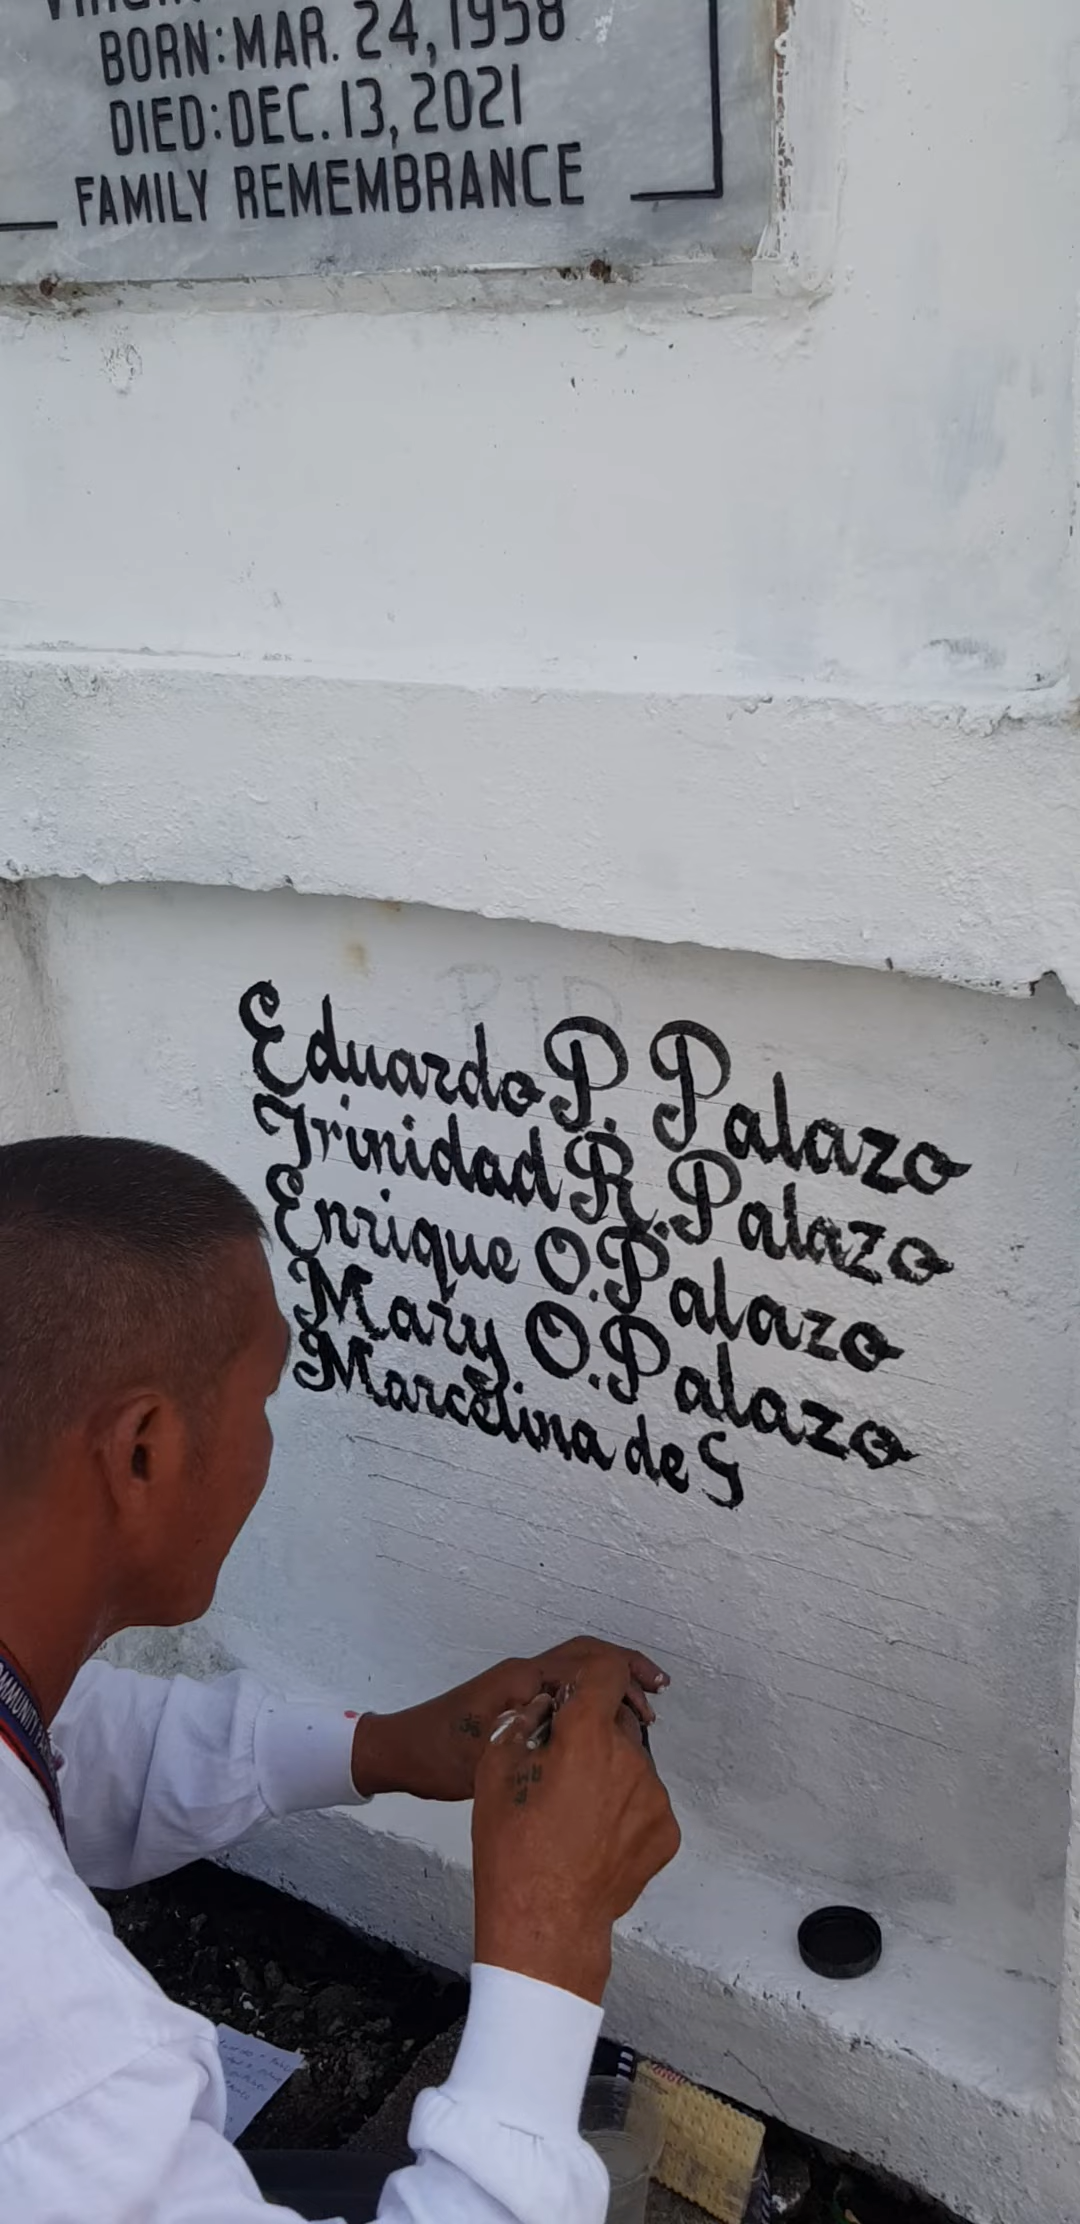 BORN: MAR. 24, 1958
DIED: DEC. 13, 2021
FAMILY REMEMBRANCE
RIP
Eduardo P. Palazo
Trinidad R. Palazo
Enrique O. Palazo
Mary O. Palazo
Marcelina de S